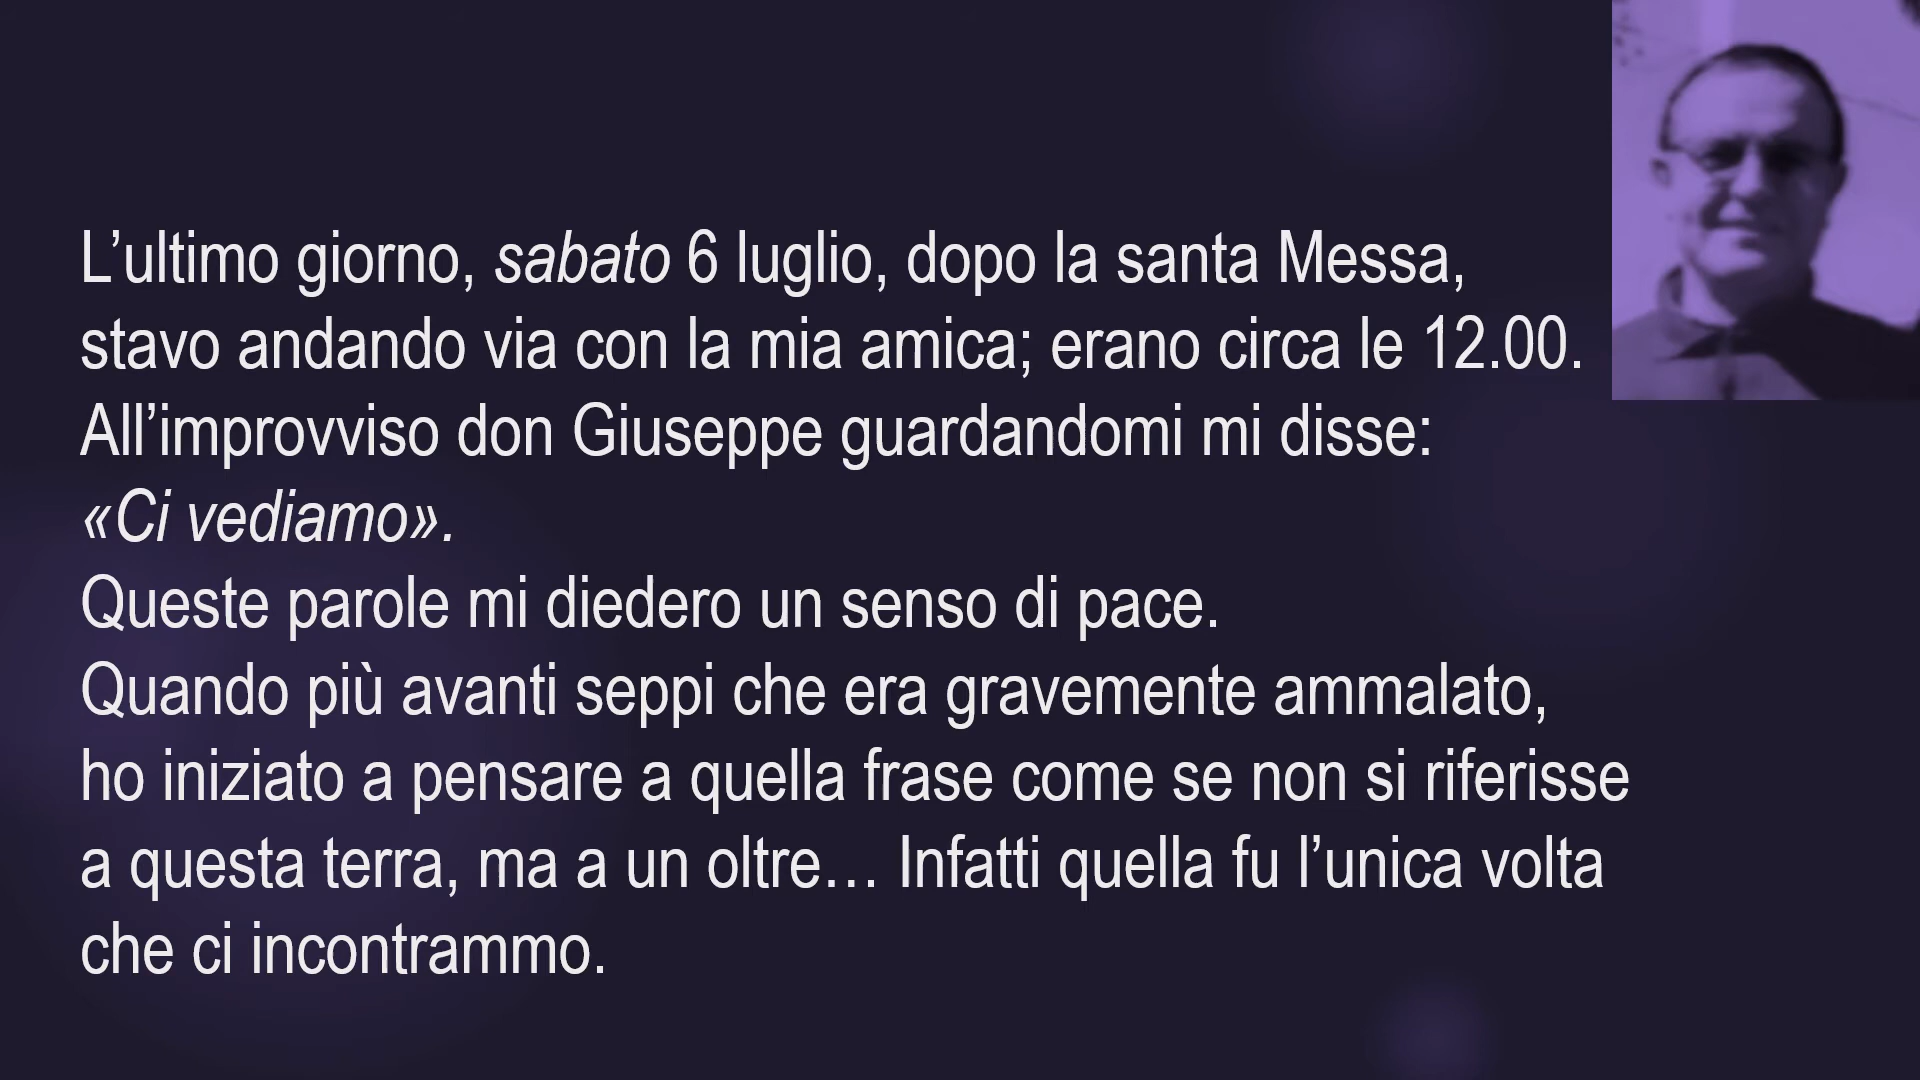 L’ultimo giorno, sabato 6 luglio, dopo la santa Messa,
stavo andando via con la mia amica; erano circa le 12.00.
All’improvviso don Giuseppe guardandomi mi disse:
«Ci vediamo».
Queste parole mi diedero un senso di pace.
Quando più avanti seppi che era gravemente ammalato,
ho iniziato a pensare a quella frase come se non si riferisse
a questa terra, ma a un oltre… Infatti quella fu l’unica volta
che ci incontrammo.